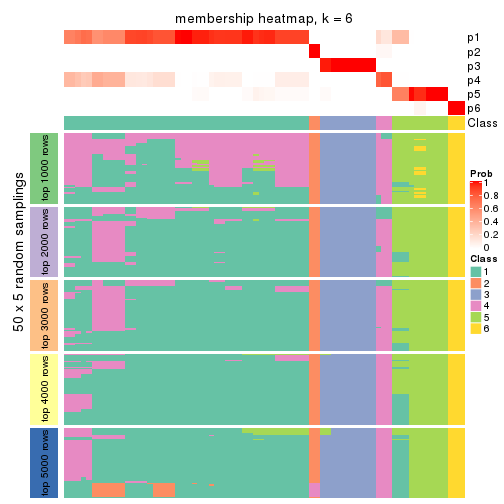 membership heatmap, k = 6
p1
p2
p3
p4
p5
p6
Class
50 x 5 random samplings
top 1000 rows
top 2000 rows
top 3000 rows
top 4000 rows
top 5000 rows
Prob
1
0.8
0.6
0.4
0.2
0
Class
1
2
3
4
5
6